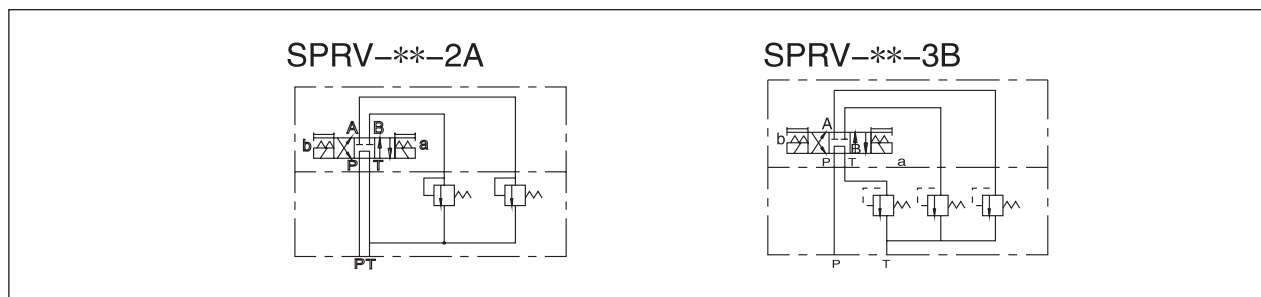 SPRV-**-2A
A B
b a
P T
PT
SPRV-**-3B
A
b
B
P T a
P T